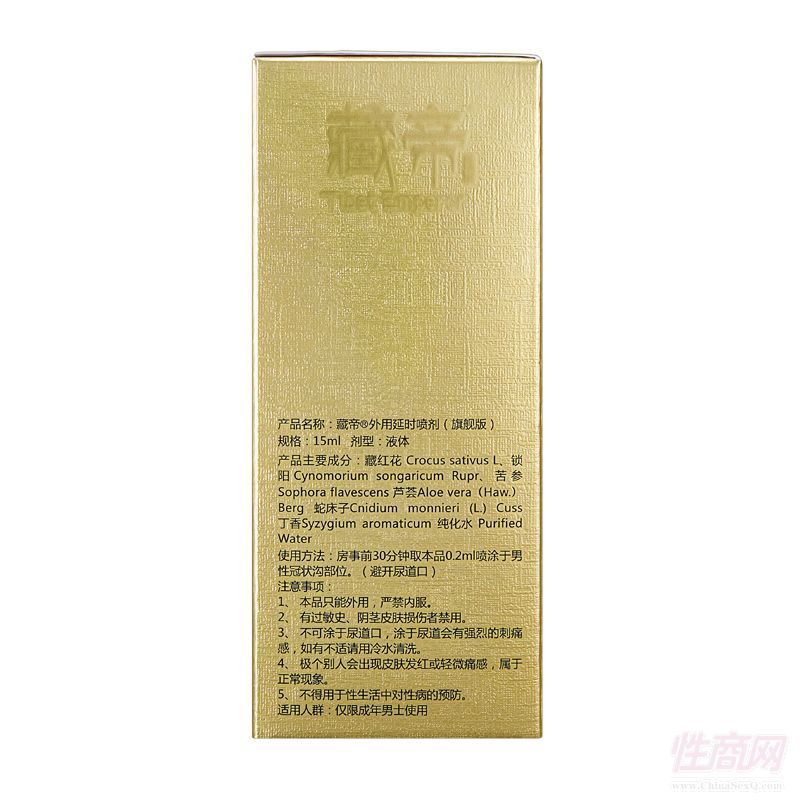 藏帝
Tibet Emperor
产品名称：藏帝®外用延时喷剂（旗舰版）
规格：15ml 剂型：液体
产品主要成分：藏红花 Crocus sativus L、锁
阳 Cynomorium songaricum Rupr、苦参
Sophora flavescens 芦荟Aloe vera（Haw.）
Berg 蛇床子Cnidium monnieri (L.) Cuss
丁香Syzygium aromaticum 纯化水 Purified
Water
使用方法：房事前30分钟取本品0.2ml喷涂于男
性冠状沟部位。（避开尿道口）
注意事项：
1、 本品只能外用，严禁内服。
2、 有过敏史、阴茎皮肤损伤者禁用。
3、 不可涂于尿道口，涂于尿道会有强烈的刺痛
感，如有不适请用冷水清洗。
4、 极个别人会出现皮肤发红或轻微痛感，属于
正常现象。
5、 不得用于性生活中对性病的预防。
适用人群：仅限成年男士使用
性商网
www.ChinaSexQ.com